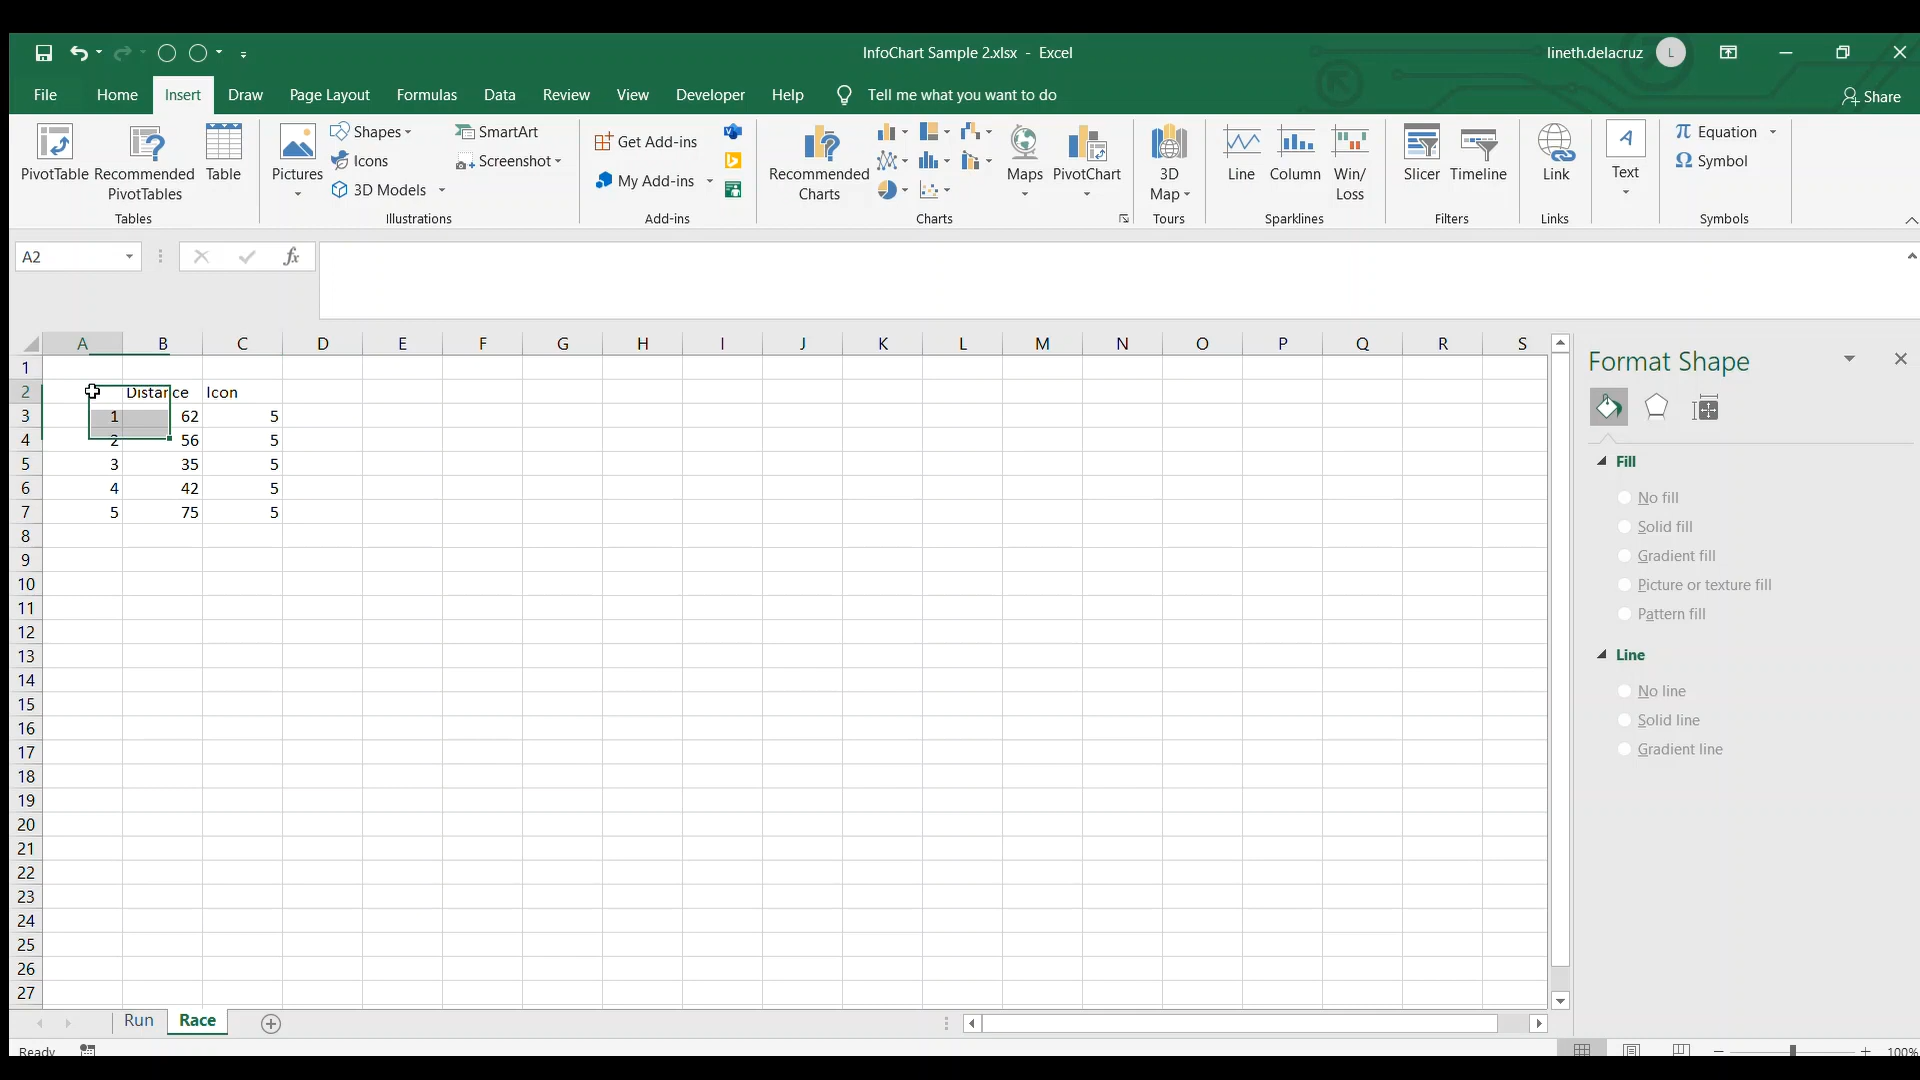 InfoChart Sample 2.xlsx - Excel
lineth.delacruz
L
File Home Insert Draw Page Layout Formulas Data Review View Developer Help Tell me what you want to do
Share
PivotTable
Recommended
PivotTables
Table
Tables
Pictures
Shapes
Icons
3D Models
SmartArt
Screenshot
Illustrations
Get Add-ins
My Add-ins
Add-ins
Recommended
Charts
Maps
PivotChart
Charts
3D
Map
Tours
Line
Column
Win/
Loss
Sparklines
Slicer
Timeline
Filters
Link
Links
A
Text
Equation
Symbol
Symbols
A2
fx
A B C D E F G H I J K L M N O P Q R S
1
2 Distance Icon
3 1 62 5
4 2 56 5
5 3 35 5
6 4 42 5
7 5 75 5
8
9
10
11
12
13
14
15
16
17
18
19
20
21
22
23
24
25
26
27
Format Shape
Fill
No fill
Solid fill
Gradient fill
Picture or texture fill
Pattern fill
Line
No line
Solid line
Gradient line
Run Race
Ready
100%